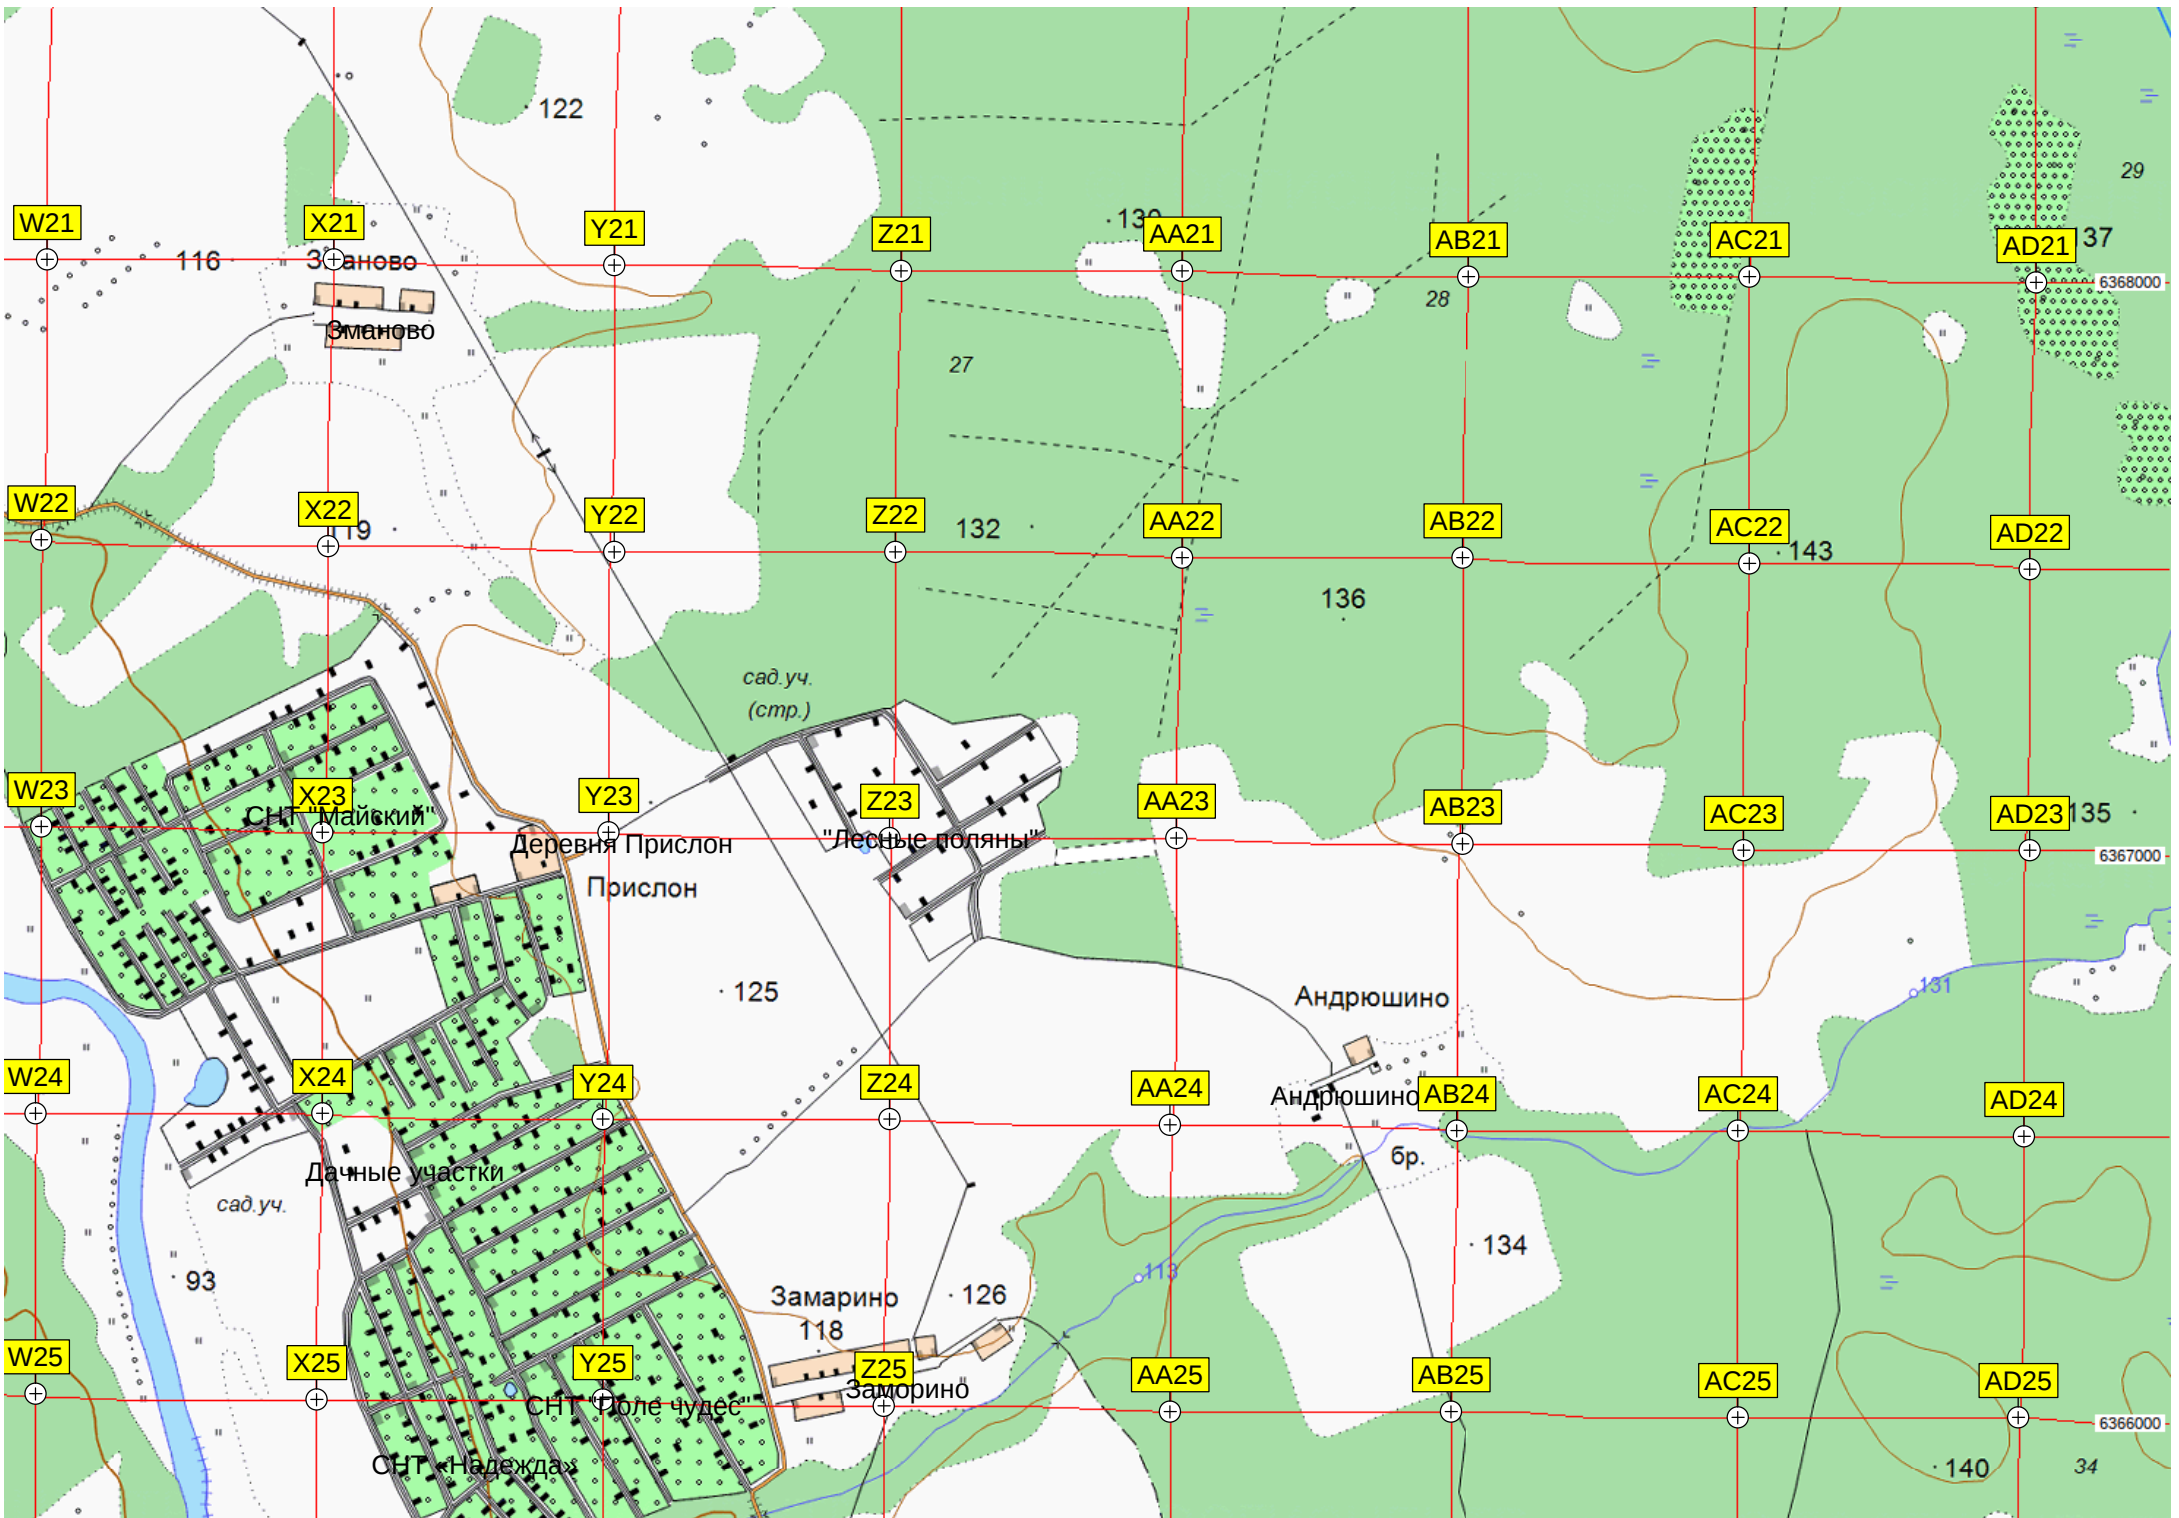 122
29
W21
X21
Y21
Z21
130
AA21
AB21
AC21
AD21
137
116
Зманово
6368000
28
Зманово
27
W22
X22
119
Y22
Z22
132
AA22
AB22
AC22
143
AD22
136
сад.уч.
(стр.)
W23
X23
СНТ "Майский"
Y23
Деревня Прислон
Z23
"Лесные поляны"
AA23
AB23
AC23
AD23
135
6367000
Прислон
125
Андрюшино
131
W24
X24
Y24
Z24
AA24
Андрюшино
AB24
AC24
AD24
Дачные участки
бр.
сад.уч.
134
93
113
Замарино
126
118
W25
X25
Y25
Z25
Заморино
AA25
AB25
AC25
AD25
СНТ "Поле чудес"
6366000
СНТ «Надежда»
140
34